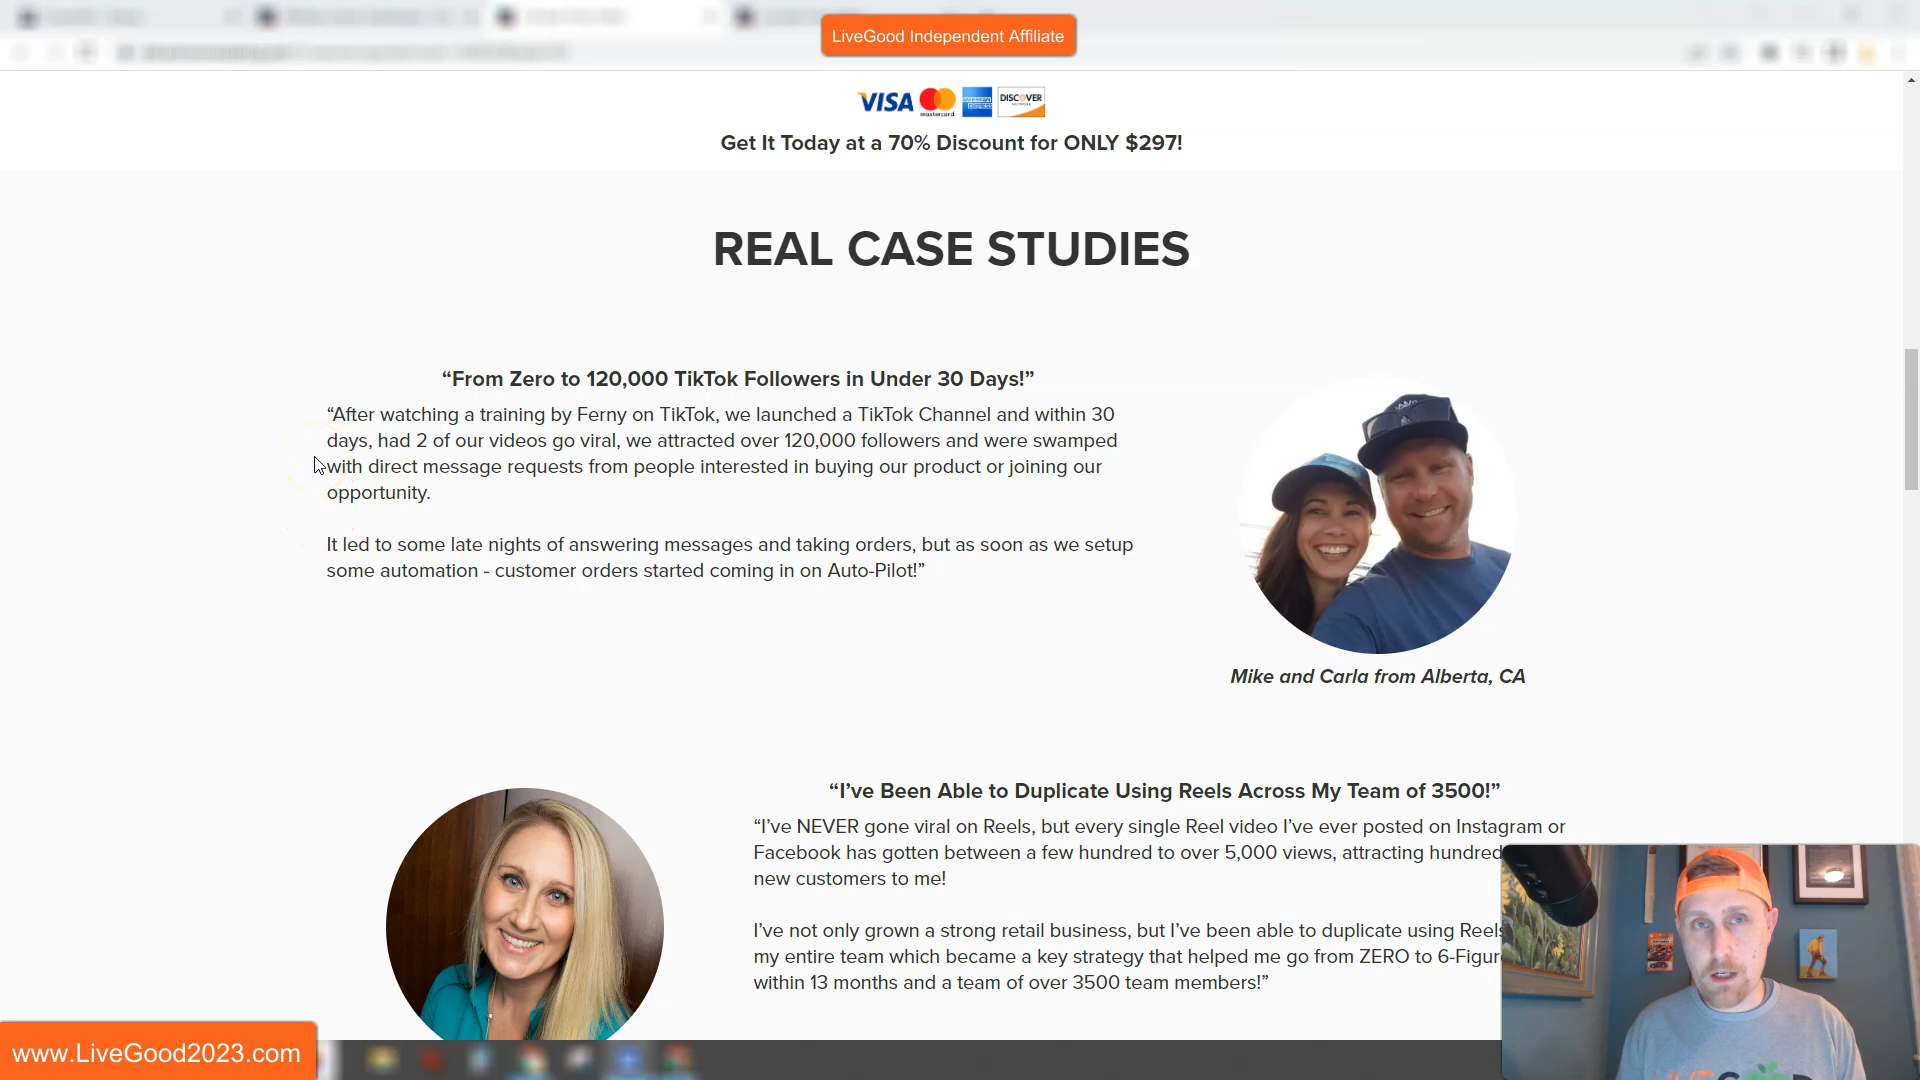 LiveGood Independent Affiliate
VISA mastercard AMERICAN EXPRESS DISCOVER NETWORK
Get It Today at a 70% Discount for ONLY $297!
REAL CASE STUDIES
“From Zero to 120,000 TikTok Followers in Under 30 Days!”
“After watching a training by Ferny on TikTok, we launched a TikTok Channel and within 30
days, had 2 of our videos go viral, we attracted over 120,000 followers and were swamped
with direct message requests from people interested in buying our product or joining our
opportunity.
It led to some late nights of answering messages and taking orders, but as soon as we setup
some automation - customer orders started coming in on Auto-Pilot!”
Mike and Carla from Alberta, CA
“I’ve Been Able to Duplicate Using Reels Across My Team of 3500!”
“I’ve NEVER gone viral on Reels, but every single Reel video I’ve ever posted on Instagram or
Facebook has gotten between a few hundred to over 5,000 views, attracting hundred
new customers to me!
I’ve not only grown a strong retail business, but I’ve been able to duplicate using Reels
my entire team which became a key strategy that helped me go from ZERO to 6-Figur
within 13 months and a team of over 3500 team members!”
www.LiveGood2023.com